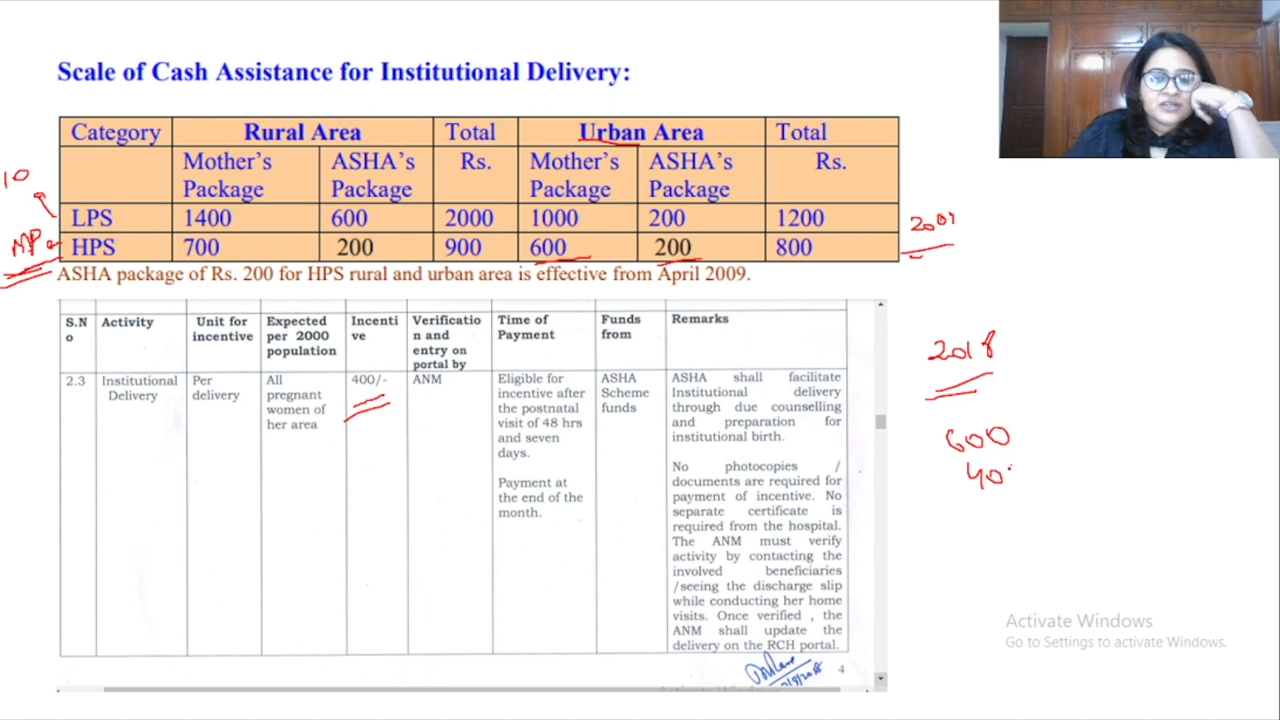 Scale of Cash Assistance for Institutional Delivery:
Category Rural Area Total Urban Area Total
Mother's Package ASHA's Package Rs. Mother's Package ASHA's Package Rs.
LPS 1400 600 2000 1000 200 1200
HPS 700 200 900 600 200 800
ASHA package of Rs. 200 for HPS rural and urban area is effective from April 2009.
10
MP
2009
S.N
o
Activity
Unit for
incentive
Expected
per 2000
population
Incenti
ve
Verificatio
n and
entry on
portal by
Time of
Payment
Funds
from
Remarks
2.3
Institutional
Delivery
Per
delivery
All
pregnant
women of
her area
400/-
ANM
Eligible for
incentive after
the postnatal
visit of 48 hrs
and seven
days.
Payment at
the end of the
month.
ASHA
Scheme
funds
ASHA shall facilitate
Institutional delivery
through due counselling
and preparation for
institutional birth.
No photocopies /
documents are required for
payment of incentive. No
separate certificate is
required from the hospital.
The ANM must verify
activity by contacting the
involved beneficiaries
/seeing the discharge slip
while conducting her home
visits. Once verified , the
ANM shall update the
delivery on the RCH portal.
4
2018
600
40
Activate Windows
Go to Settings to activate Windows.